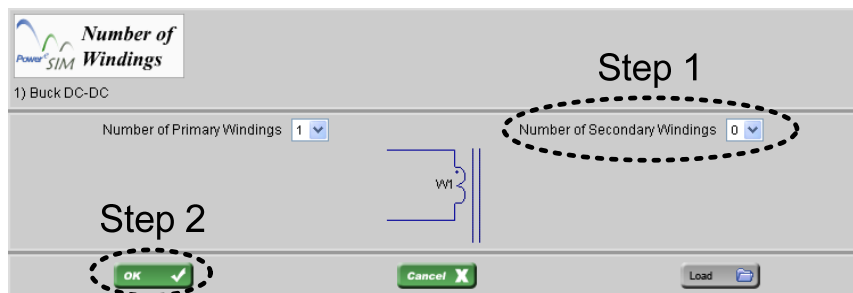 Number of
Power SIM Windings
Step 1
1) Buck DC-DC
Number of Primary Windings 1
Number of Secondary Windings 0
W1
Step 2
OK
Cancel X
Load